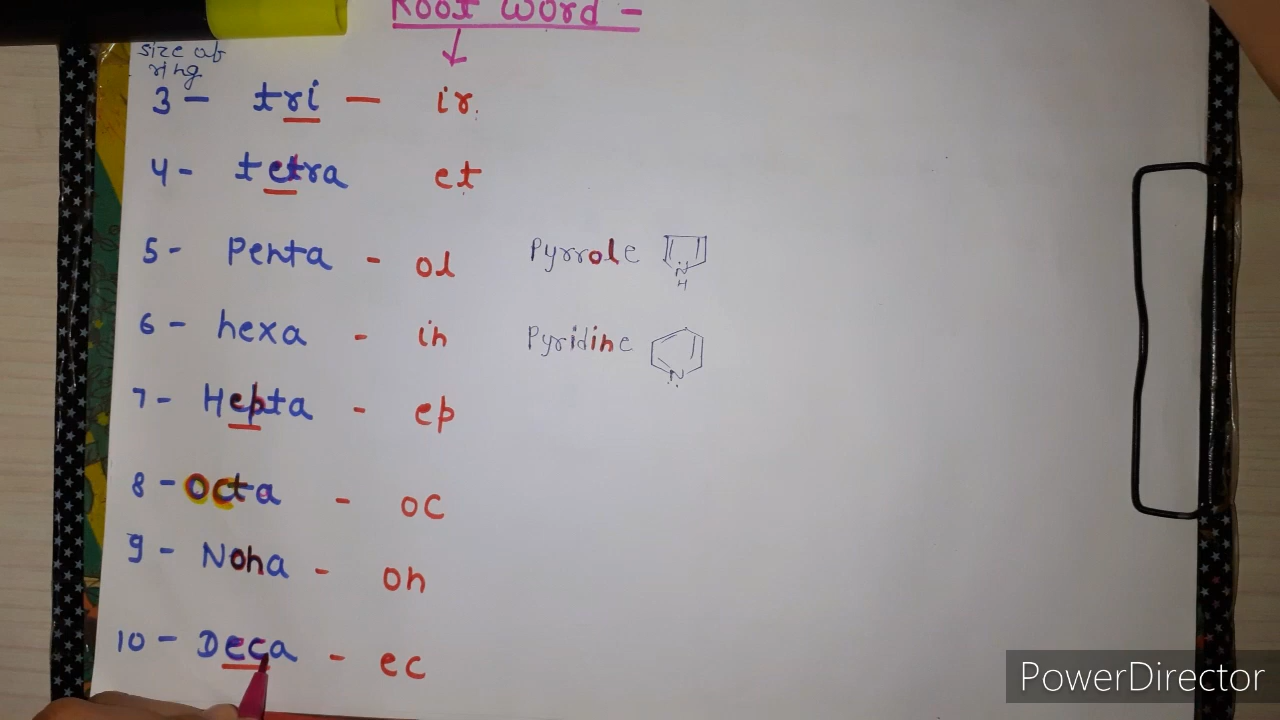 Root Word -
size of
ring
3 - tri - ir
4 - tetra et
5 - Penta - ol Pyrrole N H
6 - hexa - in Pyridine N
7 - Hepta - ep
8 - octa - oc
9 - Nona - on
10 - Deca - ec
PowerDirector